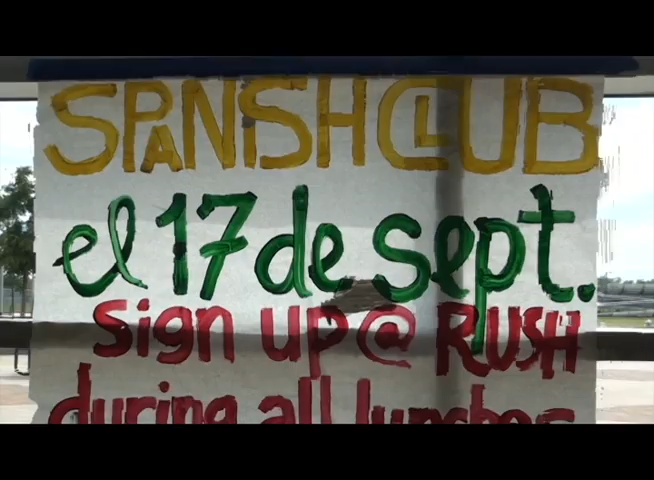 SPANISH CLUB
el 17 de sept.
Sign up @ RUSH
during all lunches